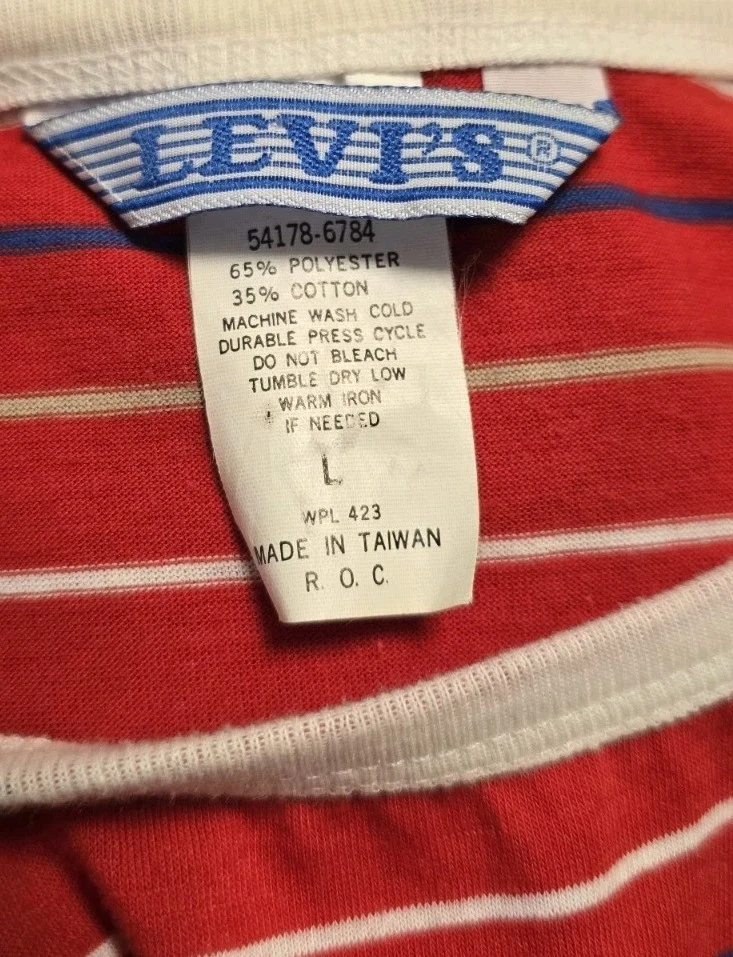 LEVI'S ®
54178-6784
65% POLYESTER
35% COTTON
MACHINE WASH COLD
DURABLE PRESS CYCLE
DO NOT BLEACH
TUMBLE DRY LOW
WARM IRON
IF NEEDED
L
WPL 423
MADE IN TAIWAN
R. O. C.